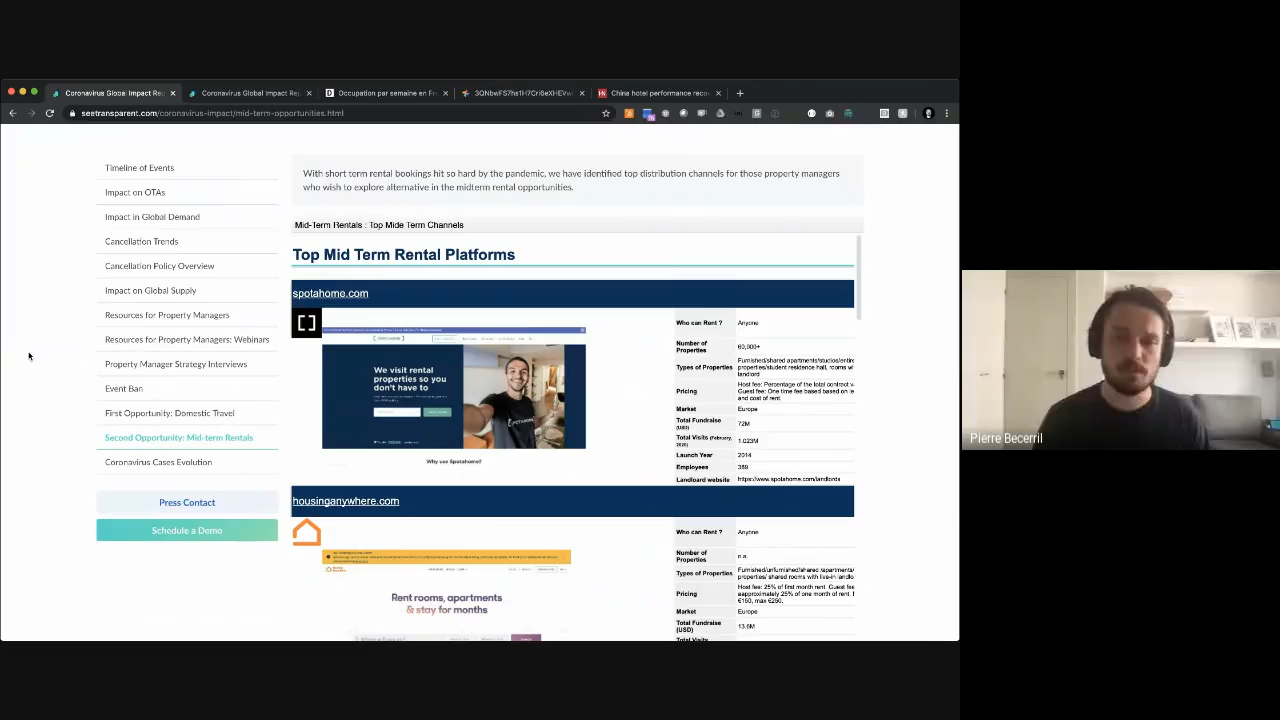 Coronavirus Global Impact Rep
Coronavirus Global Impact Rep
Occupation par semaine en Fr
China hotel performance recov
seetransparent.com/coronavirus-impact/mid-term-opportunities.html
Timeline of Events
Impact on OTAs
Impact in Global Demand
Cancellation Trends
Cancellation Policy Overview
Impact on Global Supply
Resources for Property Managers
Resources for Property Managers: Webinars
Property Manager Strategy Interviews
Event Ban
First Opportunity: Domestic Travel
Second Opportunity: Mid-term Rentals
Coronavirus Cases Evolution
Press Contact
Schedule a Demo
With short term rental bookings hit so hard by the pandemic, we have identified top distribution channels for those property managers
who wish to explore alternative in the midterm rental opportunities.
Mid-Term Rentals : Top Mide Term Channels
Top Mid Term Rental Platforms
spotahome.com
We visit rental
properties so you
don't have to
Why use Spotahome?
Who can Rent ? Anyone
Number of
Properties 60,000+
Types of Properties Furnished/shared apartments/studios/entire
properties/student residence hall, rooms w
landlord
Pricing Host fee: Percentage of the total contract v
Guest fee: One time fee based based on le
and cost of rent.
Market Europe
Total Fundraise
(USD) 72M
Total Visits (February,
2020) 1.023M
Launch Year 2014
Employees 389
Landloard website https://www.spotahome.com/landlords
housinganywhere.com
Rent rooms, apartments
& stay for months
Who can Rent ? Anyone
Number of
Properties n.a.
Types of Properties Furnished/unfurnished/shared /apartments/
properties/ shared rooms with live-in landlo
Pricing Host fee: 25% of first month rent. Guest fee
aapproximately 25% of one month of rent.
€150, max €250.
Market Europe
Total Fundraise
(USD) 13.6M
Total Visits
Pierre Becerril